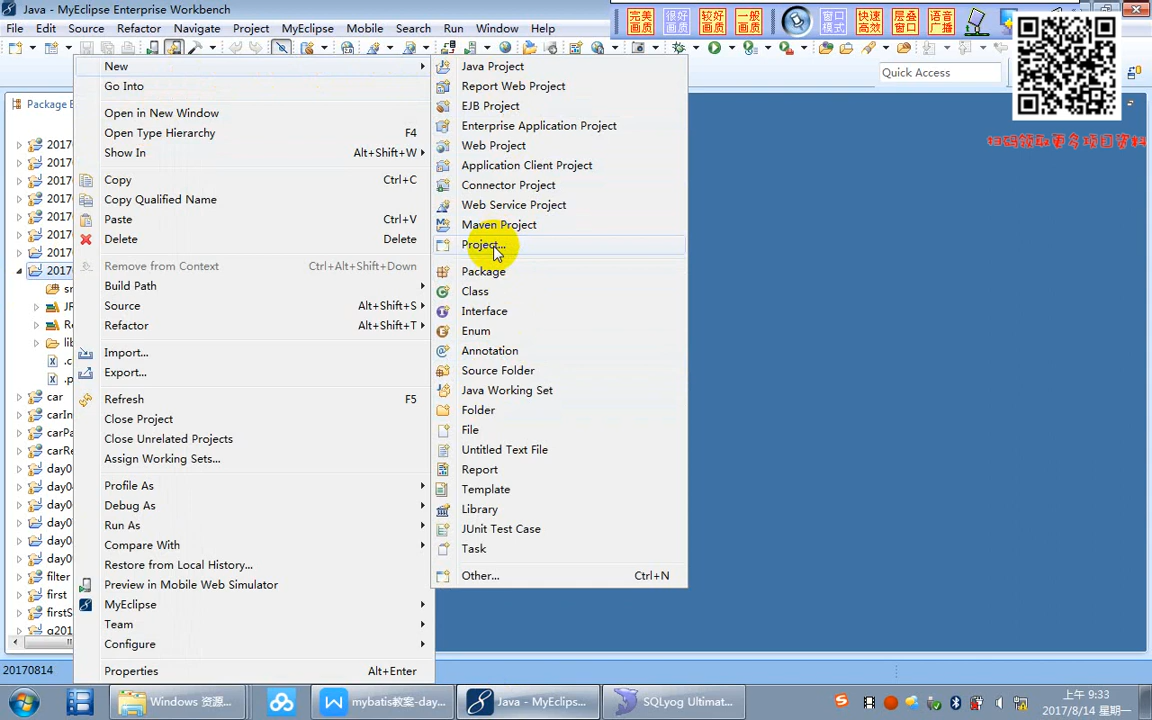 Java - MyEclipse Enterprise Workbench
完美画质
很好画质
较好画质
一般画质
窗口模式
快速高效
层叠窗口
语音广播
File Edit Source Refactor Navigate Project MyEclipse Mobile Search Run Window Help
Quick Access
扫码领取更多项目资料
Package E
2017
2017
2017
2017
2017
2017
2017
2017
sr
JR
Re
lib
.c
.p
car
carIn
carPa
carRe
day0
day0
day0
day0
day0
day0
filter
first
firstS
New
Go Into
Open in New Window
Open Type Hierarchy F4
Show In Alt+Shift+W
Copy Ctrl+C
Copy Qualified Name
Paste Ctrl+V
Delete Delete
Remove from Context Ctrl+Alt+Shift+Down
Build Path
Source Alt+Shift+S
Refactor Alt+Shift+T
Import...
Export...
Refresh F5
Close Project
Close Unrelated Projects
Assign Working Sets...
Profile As
Debug As
Run As
Compare With
Restore from Local History...
Preview in Mobile Web Simulator
MyEclipse
Team
Configure
Properties Alt+Enter
Java Project
Report Web Project
EJB Project
Enterprise Application Project
Web Project
Application Client Project
Connector Project
Web Service Project
Maven Project
Project...
Package
Class
Interface
Enum
Annotation
Source Folder
Java Working Set
Folder
File
Untitled Text File
Report
Template
Library
JUnit Test Case
Task
Other... Ctrl+N
20170814
Windows 资源...
mybatis教案-day...
Java - MyEclips...
SQLyog Ultimat...
上午 9:33
2017/8/14 星期一